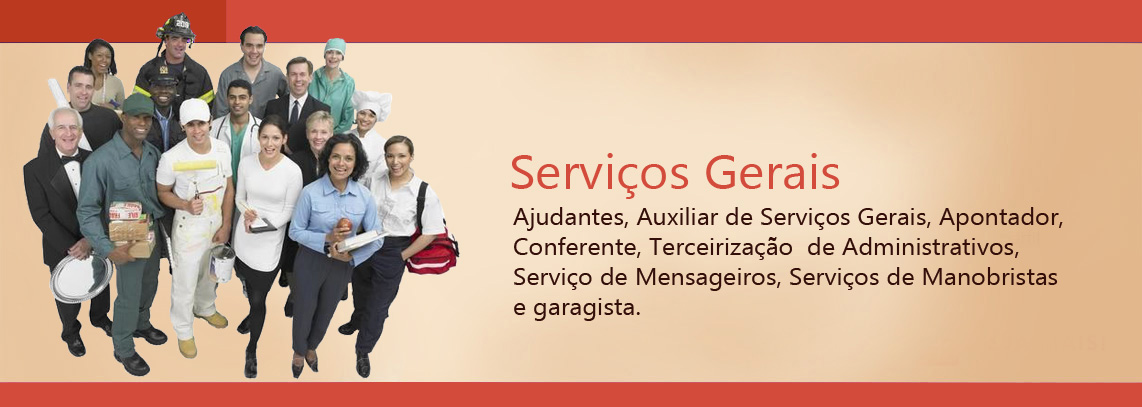 Serviços Gerais
Ajudantes, Auxiliar de Serviços Gerais, Apontador,
Conferente, Terceirização  de Administrativos,
Serviço de Mensageiros, Serviços de Manobristas
e garagista.